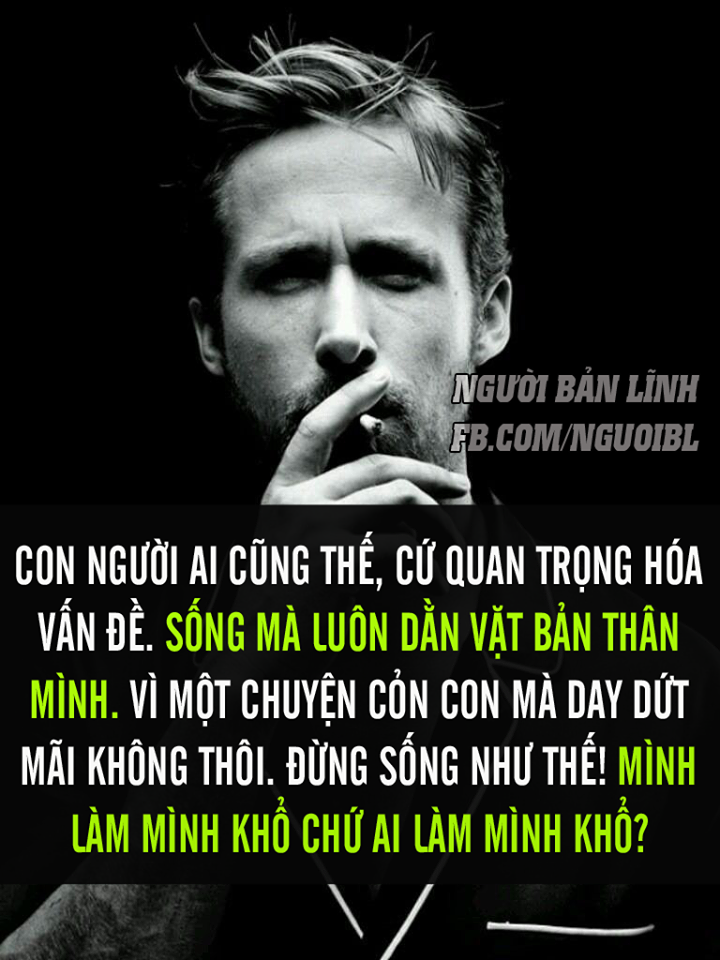 NGƯỜI BẢN LĨNH
FB.COM/NGUOIBL
CON NGƯỜI AI CŨNG THẾ, CỨ QUAN TRỌNG HÓA
VẤN ĐỀ. SỐNG MÀ LUÔN DẰN VẶT BẢN THÂN
MÌNH. VÌ MỘT CHUYỆN CỎN CON MÀ DAY DỨT
MÃI KHÔNG THÔI. ĐỪNG SỐNG NHƯ THẾ! MÌNH
LÀM MÌNH KHỔ CHỨ AI LÀM MÌNH KHỔ?